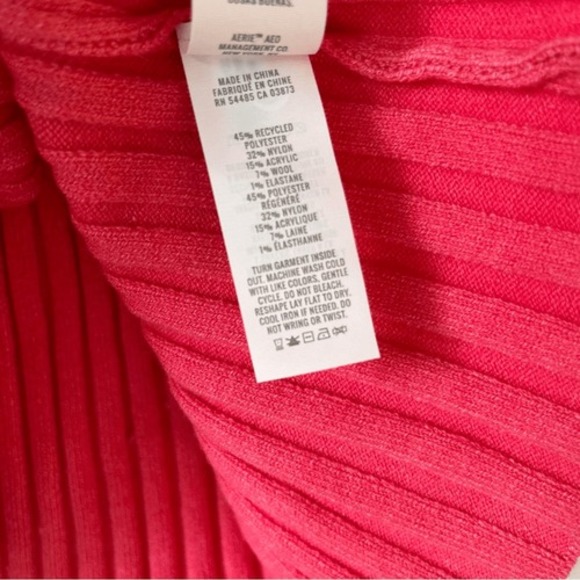 AERIE™ AEO
MANAGEMENT CO.
MADE IN CHINA
FABRIQUÉ EN CHINE
RN 54485 CA 03873
45% RECYCLED
POLYESTER
32% NYLON
15% ACRYLIC
7% WOOL
1% ELASTANE
45% POLYESTER
RÉGÉNÉRÉ
32% NYLON
15% ACRYLIQUE
7% LAINE
1% ÉLASTHANNE
TURN GARMENT INSIDE
OUT. MACHINE WASH COLD
WITH LIKE COLORS, GENTLE
CYCLE. DO NOT BLEACH.
RESHAPE LAY FLAT TO DRY.
COOL IRON IF NEEDED. DO
NOT WRING OR TWIST.